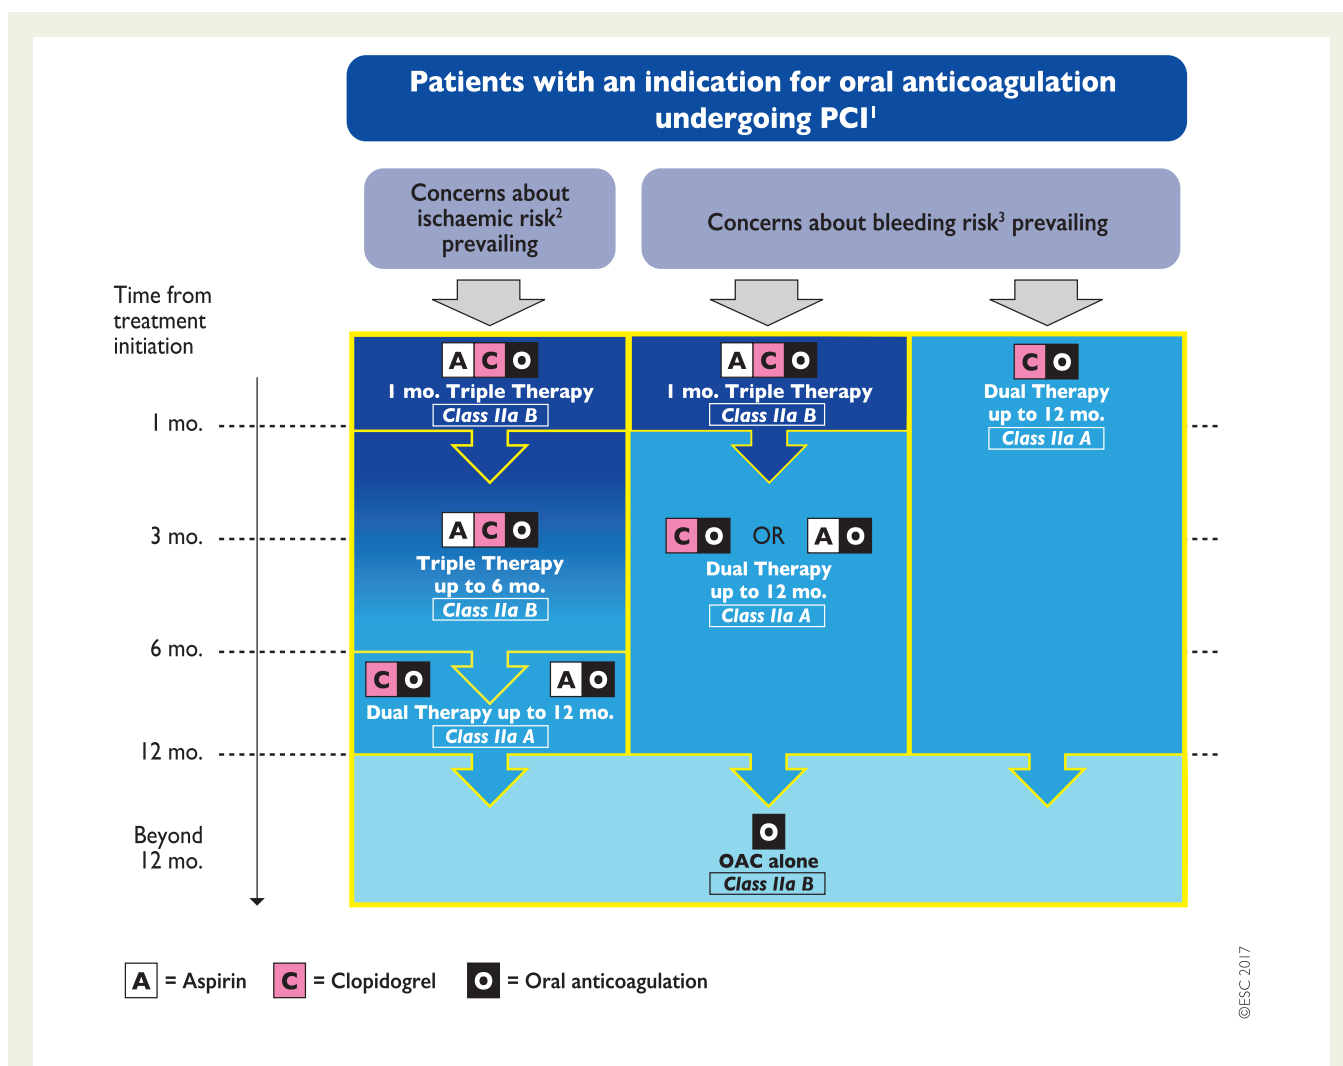 Patients with an indication for oral anticoagulation
undergoing PCI¹
Concerns about
ischaemic risk²
prevailing
Concerns about bleeding risk³ prevailing
Time from
treatment
initiation
A C O
1 mo. Triple Therapy
Class IIa B
A C O
1 mo. Triple Therapy
Class IIa B
C O
Dual Therapy
up to 12 mo.
Class IIa A
1 mo.
3 mo.
A C O
Triple Therapy
up to 6 mo.
Class IIa B
C O OR A O
Dual Therapy
up to 12 mo.
Class IIa A
6 mo.
C O
A O
Dual Therapy up to 12 mo.
Class IIa A
12 mo.
Beyond
12 mo.
O
OAC alone
Class IIa B
A = Aspirin
C = Clopidogrel
O = Oral anticoagulation
©ESC 2017